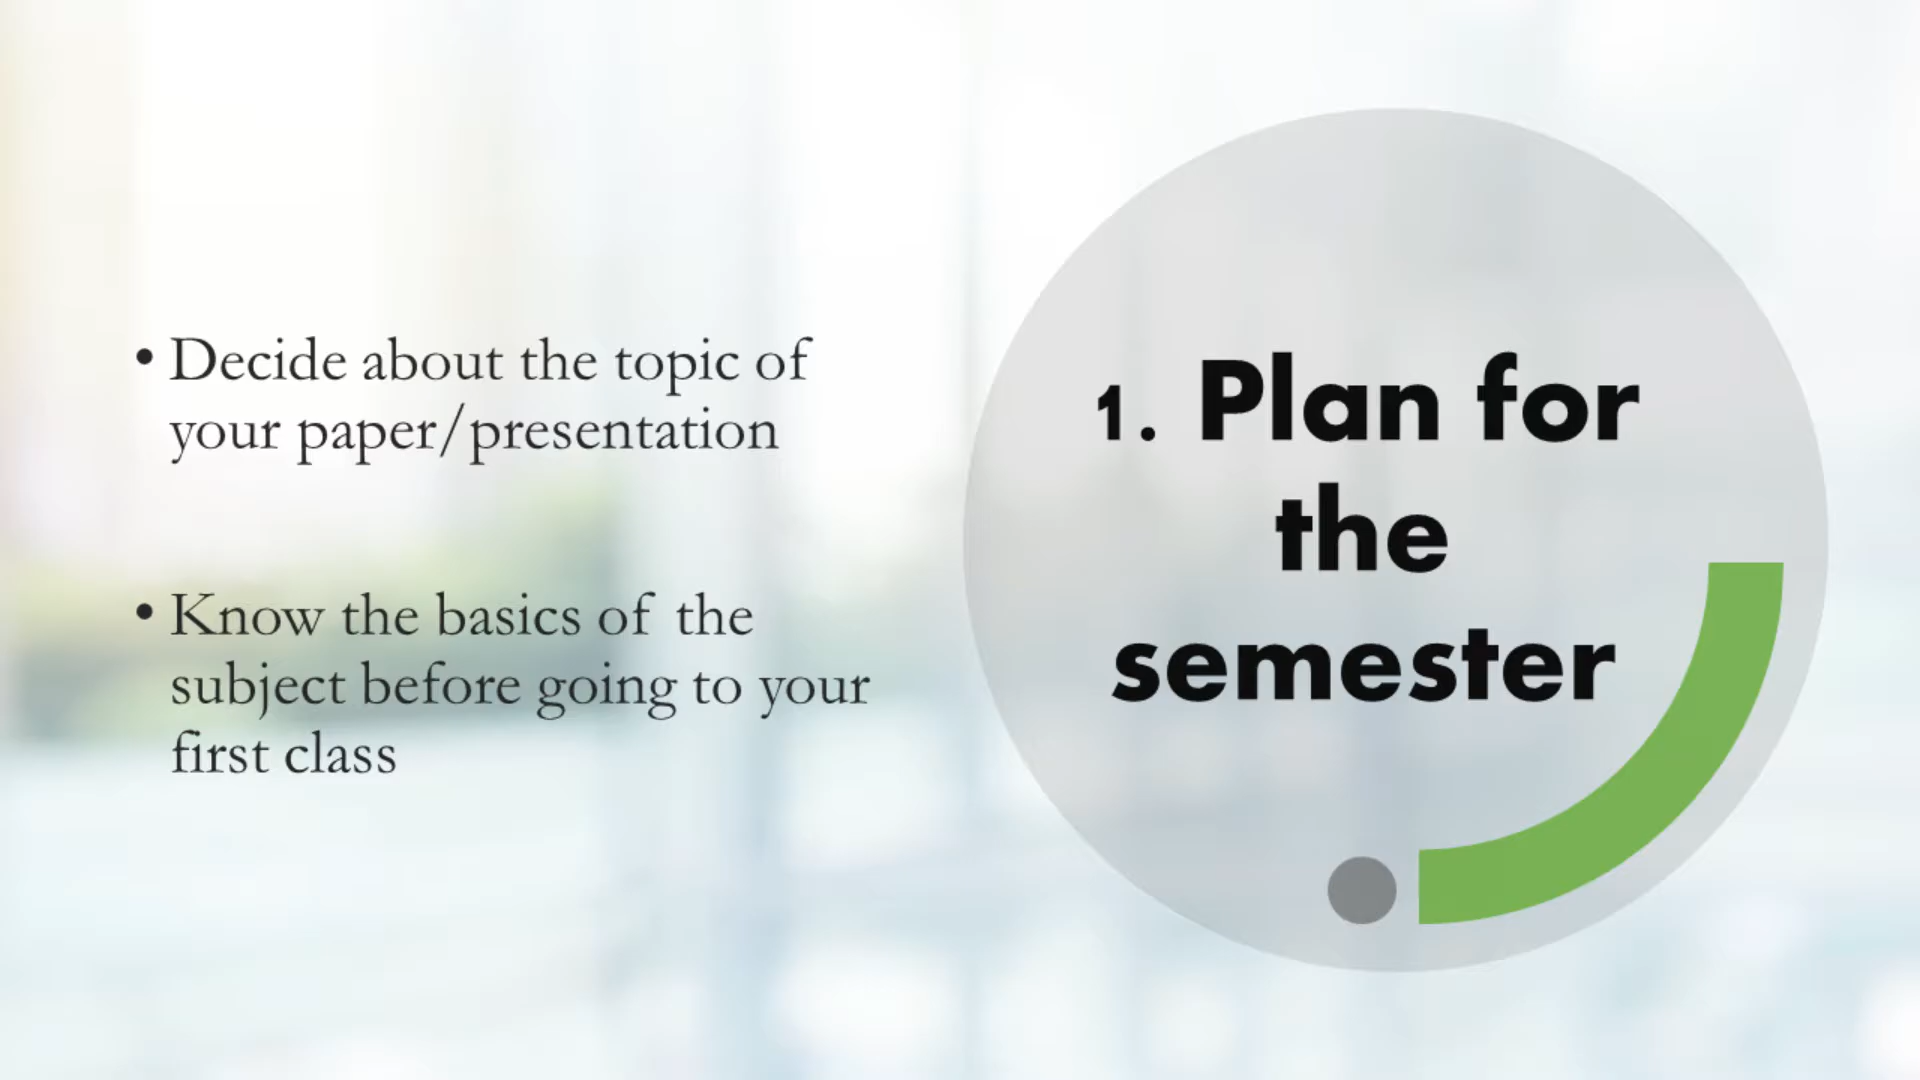 • Decide about the topic of
your paper/presentation
• Know the basics of the
subject before going to your
first class
1. Plan for
the
semester